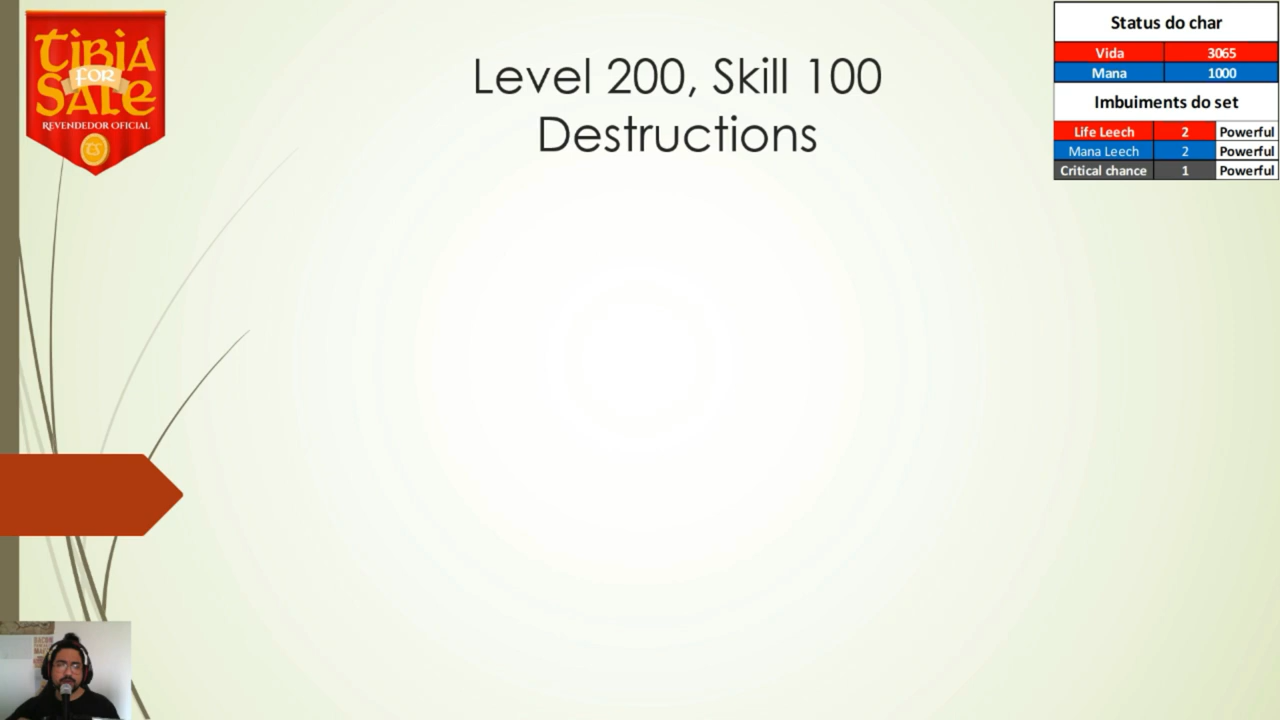 TIBIA
FOR
SALE
REVENDEDOR OFICIAL
TS
Level 200, Skill 100
Destructions
Status do char
Vida 3065
Mana 1000
Imbuiments do set
Life Leech 2 Powerful
Mana Leech 2 Powerful
Critical chance 1 Powerful